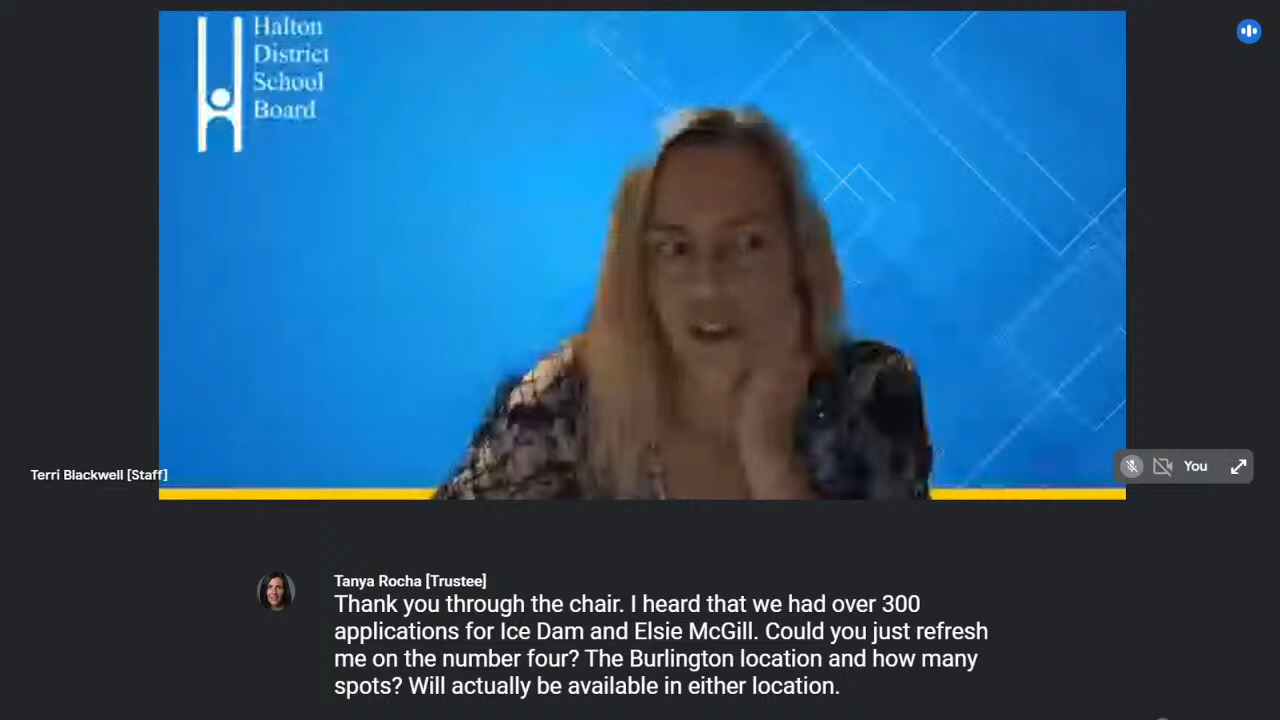 Halton
District
School
Board
Terri Blackwell [Staff]
You
Tanya Rocha [Trustee]
Thank you through the chair. I heard that we had over 300
applications for Ice Dam and Elsie McGill. Could you just refresh
me on the number four? The Burlington location and how many
spots? Will actually be available in either location.